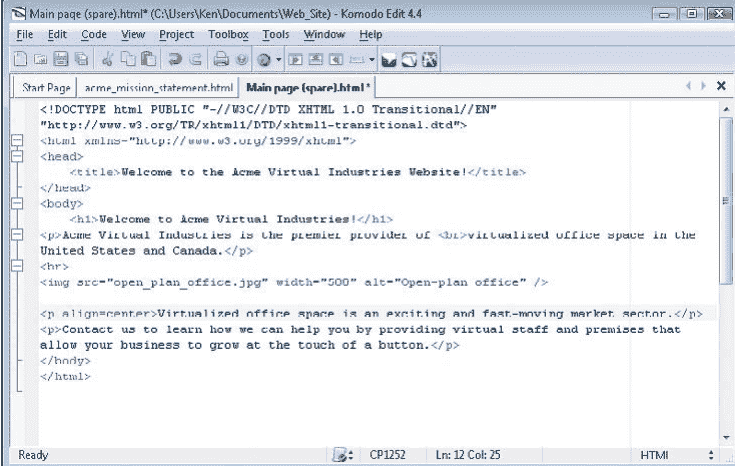 Main page (spare).html* (C:\Users\Ken\Documents\Web_Site) - Komodo Edit 4.4
File Edit Code View Project Toolbox Tools Window Help
Start Page acme_mission_statement.html Main page (spare).html *
<!DOCTYPE html PUBLIC "-//W3C//DTD XHTML 1.0 Transitional//EN"
"http://www.w3.org/TR/xhtml1/DTD/xhtml1-transitional.dtd">
<html xmlns="http://www.w3.org/1999/xhtml">
<head>
<title>Welcome to the Acme Virtual Industries Website!</title>
</head>
<body>
<h1>Welcome to Acme Virtual Industries!</h1>
<p>Acme Virtual Industries is the premier provider of <br>virtualized office space in the
United States and Canada.</p>
<hr>
<img src="open_plan_office.jpg" width="500" alt="Open-plan office" />
<p align=center>Virtualized office space is an exciting and fast-moving market sector.</p>
<p>Contact us to learn how we can help you by providing virtual staff and premises that
allow your business to grow at the touch of a button.</p>
</body>
</html>
Ready CP1252 Ln: 12 Col: 25 HTML